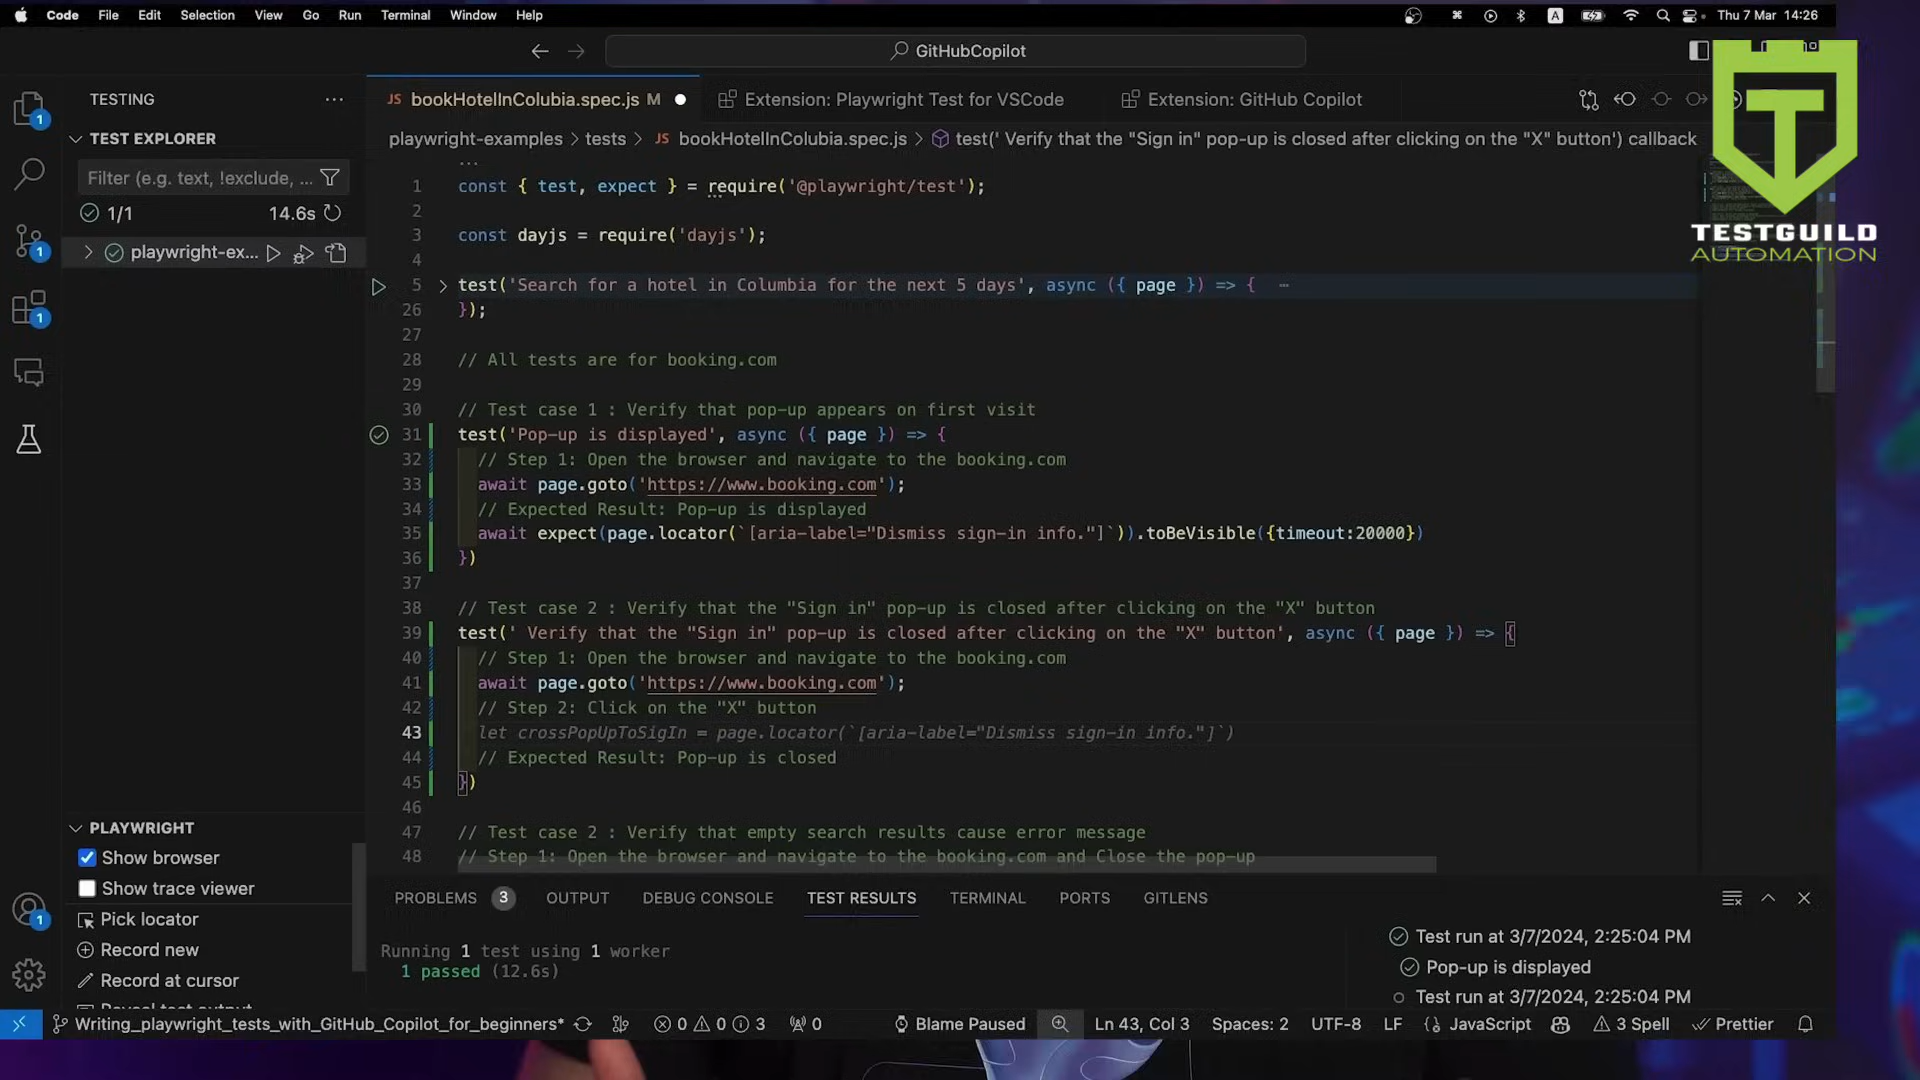 Code File Edit Selection View Go Run Terminal Window Help A Thu 7 Mar 14:26
GitHubCopilot
TESTING
TEST EXPLORER
Filter (e.g. text, !exclude, ...
1/1 14.6s
playwright-ex...
JS bookHotelInColubia.spec.js M Extension: Playwright Test for VSCode Extension: GitHub Copilot
playwright-examples > tests > JS bookHotelInColubia.spec.js > test(' Verify that the "Sign in" pop-up is closed after clicking on the "X" button') callback
T
TESTGUILD
AUTOMATION
1 const { test, expect } = require('@playwright/test');
2
3 const dayjs = require('dayjs');
4
5 test('Search for a hotel in Columbia for the next 5 days', async ({ page }) => { ⋯
26 });
27
28 // All tests are for booking.com
29
30 // Test case 1 : Verify that pop-up appears on first visit
31 test('Pop-up is displayed', async ({ page }) => {
32 // Step 1: Open the browser and navigate to the booking.com
33 await page.goto('https://www.booking.com');
34 // Expected Result: Pop-up is displayed
35 await expect(page.locator(`[aria-label="Dismiss sign-in info."]`)).toBeVisible({timeout:20000})
36 })
37
38 // Test case 2 : Verify that the "Sign in" pop-up is closed after clicking on the "X" button
39 test(' Verify that the "Sign in" pop-up is closed after clicking on the "X" button', async ({ page }) => {
40 // Step 1: Open the browser and navigate to the booking.com
41 await page.goto('https://www.booking.com');
42 // Step 2: Click on the "X" button
43 let crossPopUpToSigIn = page.locator(`[aria-label="Dismiss sign-in info."]`)
44 // Expected Result: Pop-up is closed
45 })
46
47 // Test case 2 : Verify that empty search results cause error message
48 // Step 1: Open the browser and navigate to the booking.com and Close the pop-up
1
1
1
1
PLAYWRIGHT
Show browser
Show trace viewer
Pick locator
Record new
Record at cursor
Reveal test output
PROBLEMS 3 OUTPUT DEBUG CONSOLE TEST RESULTS TERMINAL PORTS GITLENS
Running 1 test using 1 worker
1 passed (12.6s)
Test run at 3/7/2024, 2:25:04 PM
Pop-up is displayed
Test run at 3/7/2024, 2:25:04 PM
Writing_playwright_tests_with_GitHub_Copilot_for_beginners* 0 0 3 0 Blame Paused Ln 43, Col 3 Spaces: 2 UTF-8 LF {} JavaScript 3 Spell Prettier